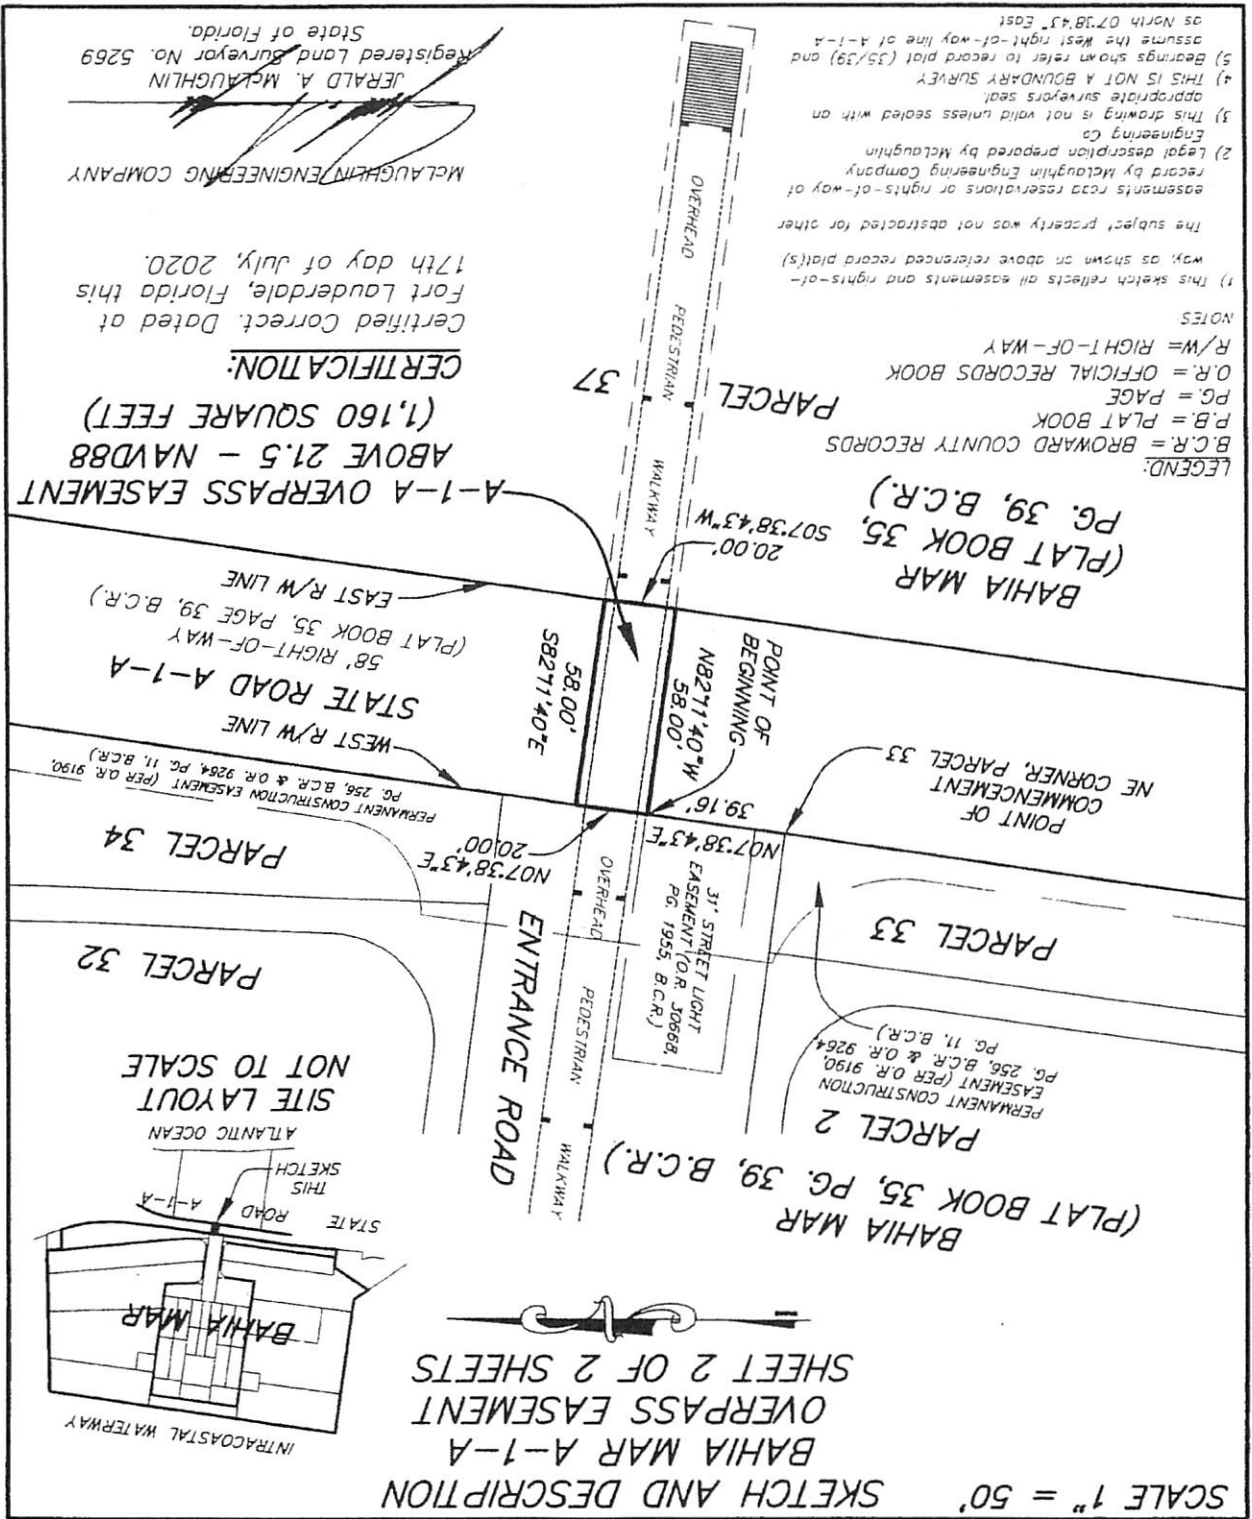 SCALE 1" = 50'
SKETCH AND DESCRIPTION
BAHIA MAR A-1-A
OVERPASS EASEMENT
SHEET 2 OF 2 SHEETS
INTRACOASTAL WATERWAY
BAHIA MAR
STATE ROAD A-1-A
THIS
SKETCH
ATLANTIC OCEAN
SITE LAYOUT
NOT TO SCALE
BAHIA MAR
(PLAT BOOK 35, PG. 39, B.C.R.)
PARCEL 2
PERMANENT CONSTRUCTION
EASEMENT (PER O.R. 9190,
PG. 256, B.C.R. & O.R. 9264,
PG. 11, B.C.R.)
WALKWAY
PEDESTRIAN
OVERHEAD
ENTRANCE ROAD
31' STREET LIGHT
EASEMENT (O.R. 30668,
PG. 1955, B.C.R.)
PARCEL 32
PARCEL 33
PARCEL 34
PERMANENT CONSTRUCTION EASEMENT (PER O.R. 9190,
PG. 256, B.C.R. & O.R. 9264, PG. 11, B.C.R.)
POINT OF
COMMENCEMENT
NE CORNER, PARCEL 33
N07°38'43"E
39.16'
N07°38'43"E
20.00'
POINT OF
BEGINNING
N82°11'40"W
58.00'
58.00'
S82°11'40"E
WEST R/W LINE
STATE ROAD A-1-A
58' RIGHT-OF-WAY
(PLAT BOOK 35, PAGE 39, B.C.R.)
EAST R/W LINE
20.00'
S07°38'43"W
BAHIA MAR
(PLAT BOOK 35,
PG. 39, B.C.R.)
A-1-A OVERPASS EASEMENT
ABOVE 21.5 - NAVD88
(1,160 SQUARE FEET)
WALKWAY
PEDESTRIAN
OVERHEAD
PARCEL 37
LEGEND:
B.C.R. = BROWARD COUNTY RECORDS
P.B. = PLAT BOOK
PG. = PAGE
O.R. = OFFICIAL RECORDS BOOK
R/W= RIGHT-OF-WAY
NOTES
1) This sketch reflects all easements and rights-of-
way, as shown on above referenced record plat(s)
The subject property was not abstracted for other
easements road reservations or rights-of-way of
record by McLaughlin Engineering Company
2) Legal description prepared by McLaughlin
Engineering Co
3) This drawing is not valid unless sealed with an
appropriate surveyors seal.
4) THIS IS NOT A BOUNDARY SURVEY
5) Bearings shown refer to record plat (35/39) and
assume the West right-of-way line of A-1-A
as North 07°38'43" East
CERTIFICATION:
Certified Correct. Dated at
Fort Lauderdale, Florida this
17th day of July, 2020.
McLAUGHLIN ENGINEERING COMPANY
JERALD A. McLAUGHLIN
Registered Land Surveyor No. 5269
State of Florida.